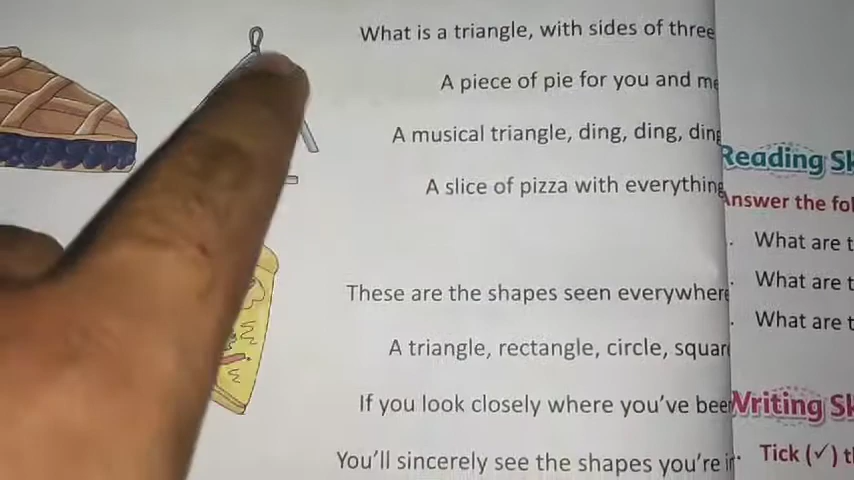 What is a triangle, with sides of three
A piece of pie for you and me
A musical triangle, ding, ding, ding
A slice of pizza with everything
These are the shapes seen everywhere
A triangle, rectangle, circle, squar
If you look closely where you've been
You'll sincerely see the shapes you're in
Reading Sk
Answer the fol
What are t
What are t
What are t
Writing Sk
Tick (✓) t